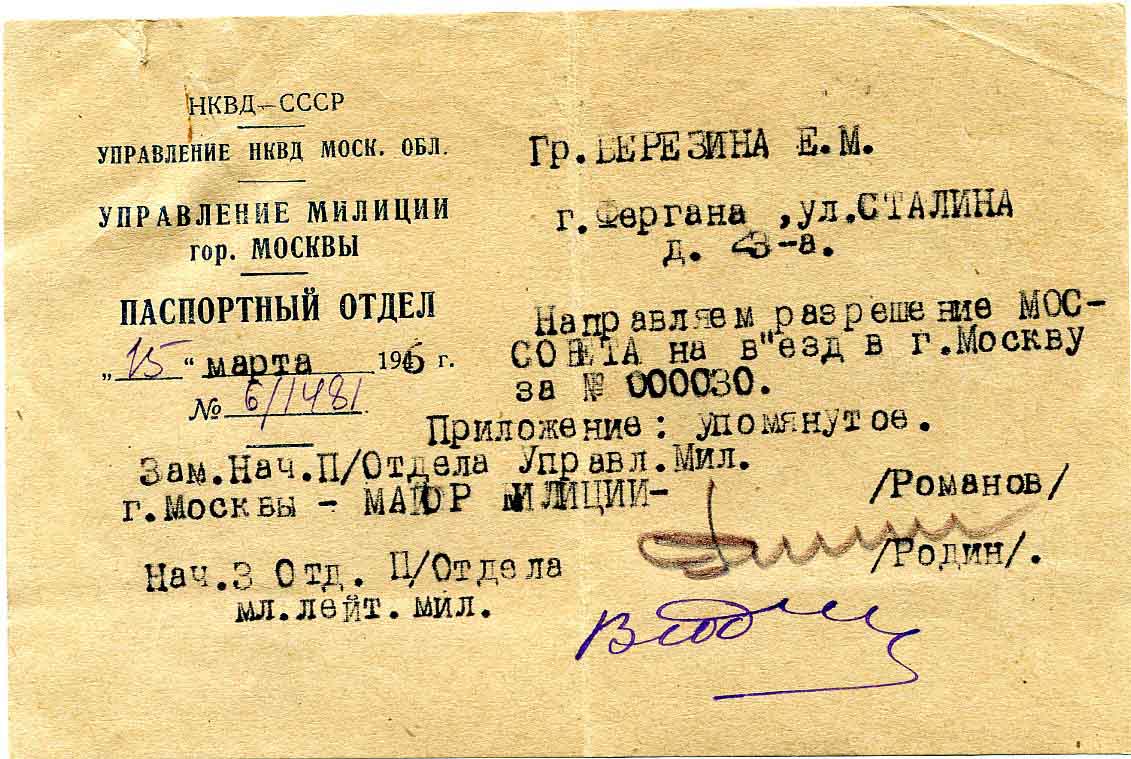 НКВД-СССР
УПРАВЛЕНИЕ НКВД МОСК. ОБЛ.
УПРАВЛЕНИЕ МИЛИЦИИ
гор. МОСКВЫ
ПАСПОРТНЫЙ ОТДЕЛ
„15“ марта 1946 г.
№ 6/1481.
Гр.БЕРЕЗИНА Е.М.
г.Фергана ,ул.СТАЛИНА
д. 23-а.
Направляем разрешение МОС-
СОВЕТА на в"езд в г.Москву
за № 000030.
Приложение: упомянутое.
Зам.Нач.П/Отдела Управл.Мил.
г.Москвы - МАЙОР МИЛИЦИИ- /Романов/
Нач.3 Отд. П/Отдела /Родин/.
мл.лейт.мил.